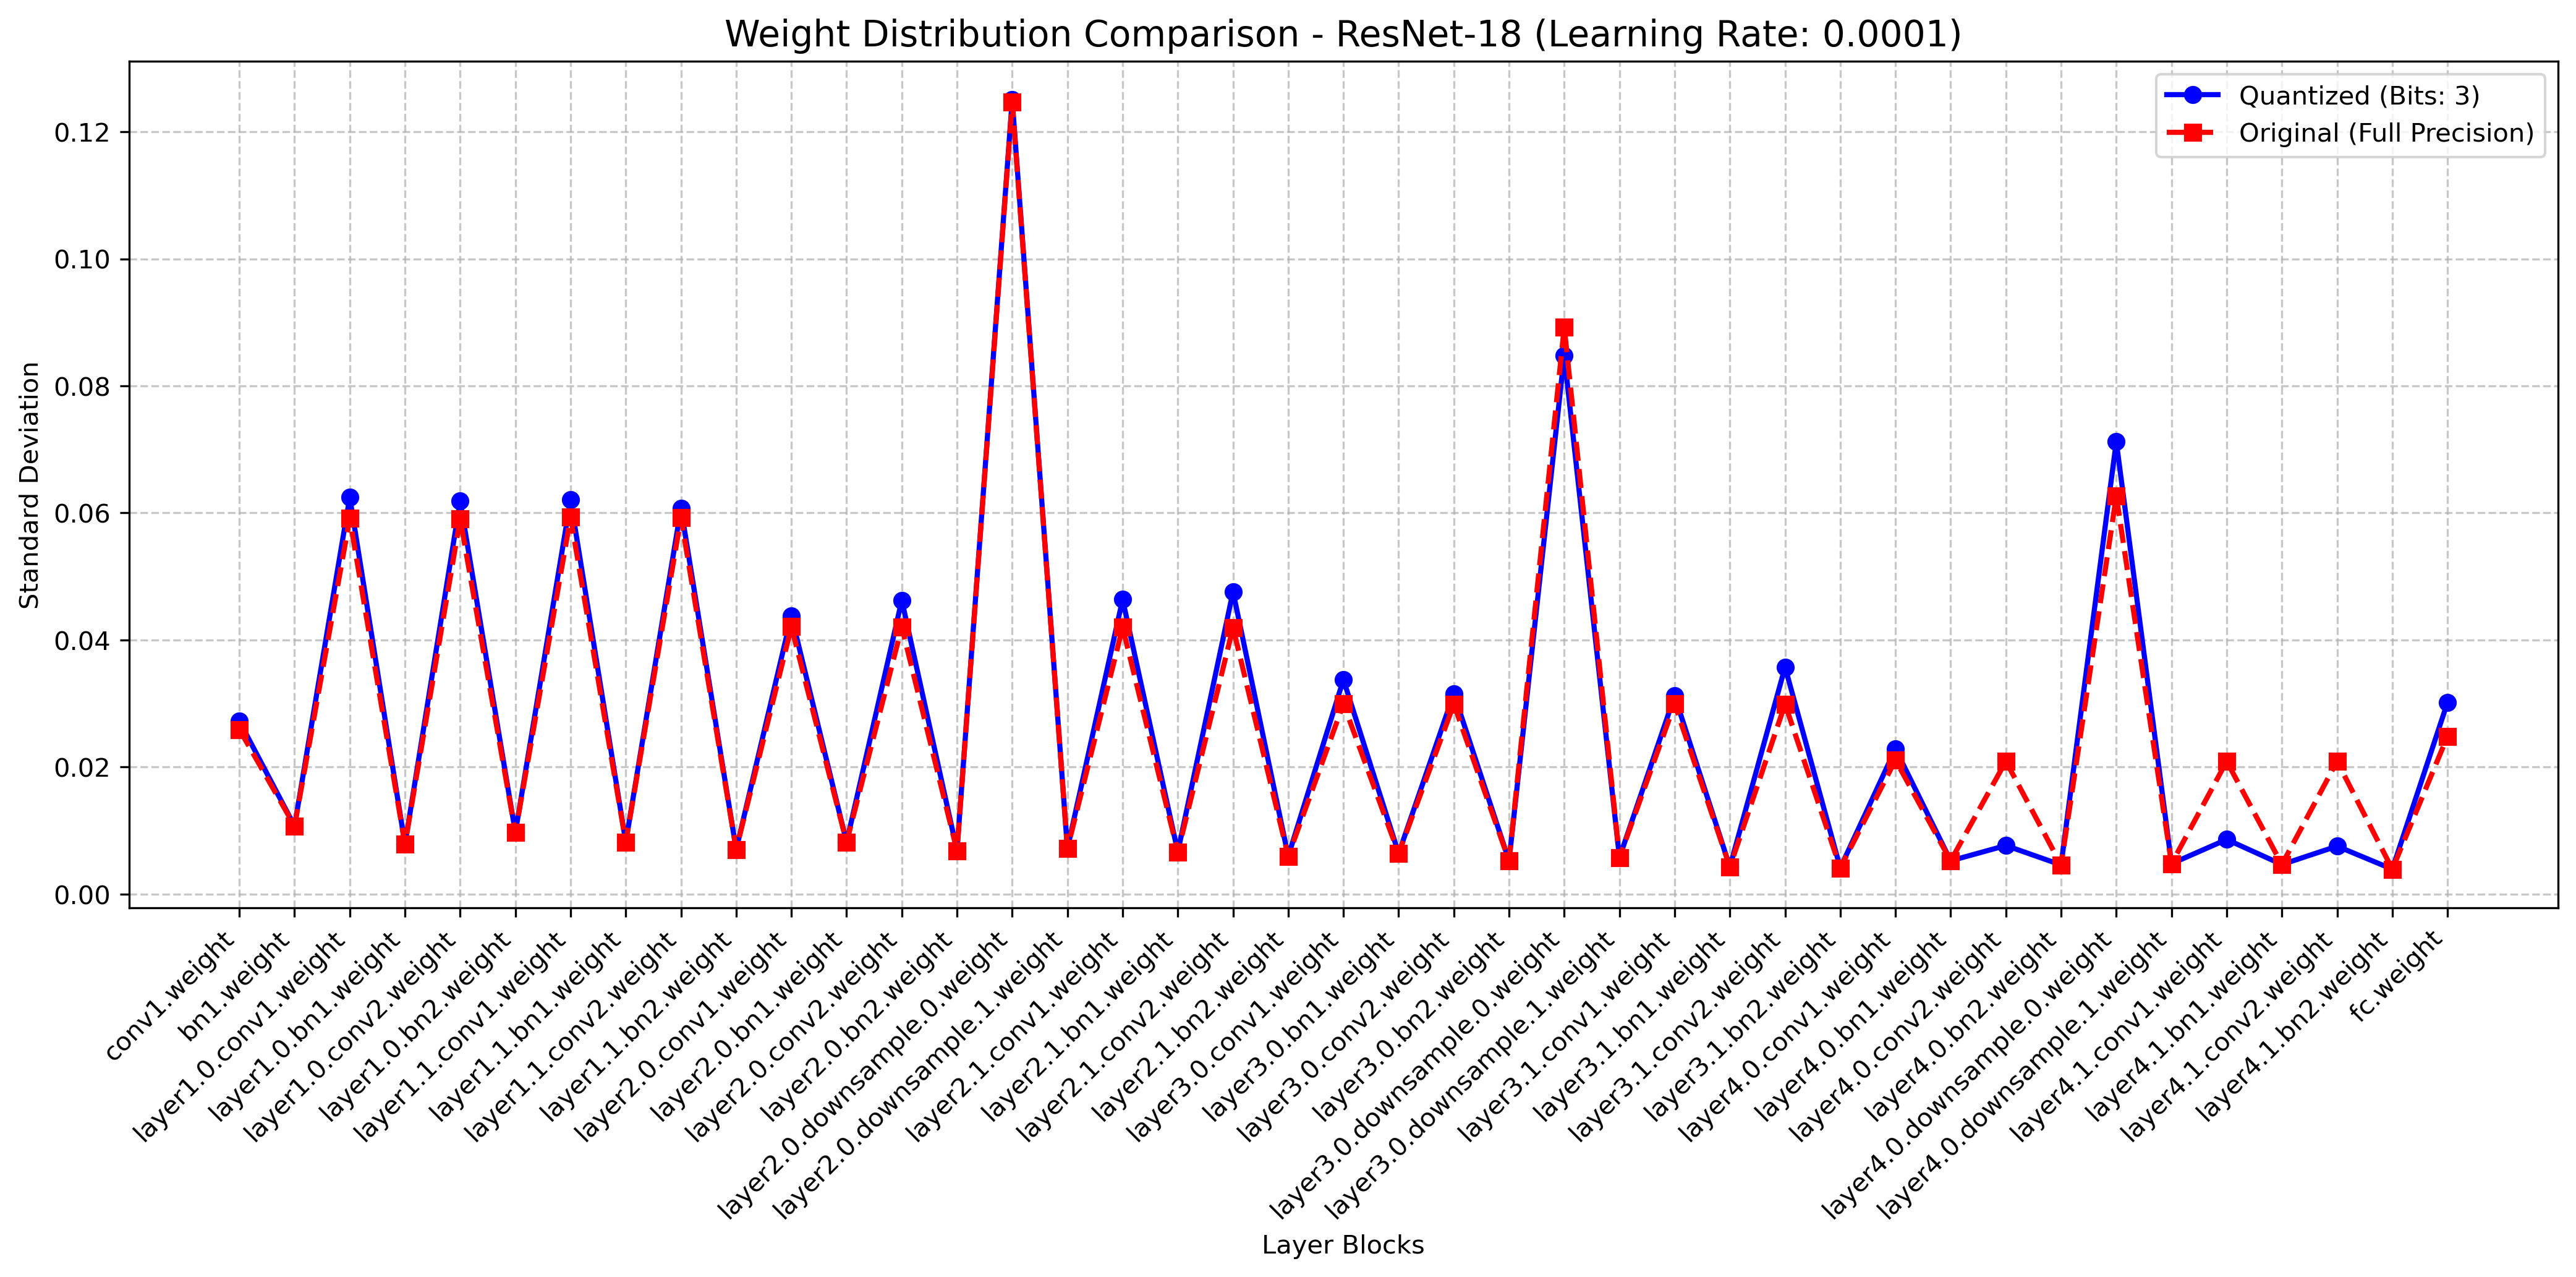 Weight Distribution Comparison - ResNet-18 (Learning Rate: 0.0001)
Quantized (Bits: 3)
Original (Full Precision)
Standard Deviation
0.12
0.10
0.08
0.06
0.04
0.02
0.00
conv1.weight
bn1.weight
layer1.0.conv1.weight
layer1.0.bn1.weight
layer1.0.conv2.weight
layer1.0.bn2.weight
layer1.1.conv1.weight
layer1.1.bn1.weight
layer1.1.conv2.weight
layer1.1.bn2.weight
layer2.0.conv1.weight
layer2.0.bn1.weight
layer2.0.conv2.weight
layer2.0.bn2.weight
layer2.0.downsample.0.weight
layer2.0.downsample.1.weight
layer2.1.conv1.weight
layer2.1.bn1.weight
layer2.1.conv2.weight
layer2.1.bn2.weight
layer3.0.conv1.weight
layer3.0.bn1.weight
layer3.0.conv2.weight
layer3.0.bn2.weight
layer3.0.downsample.0.weight
layer3.0.downsample.1.weight
layer3.1.conv1.weight
layer3.1.bn1.weight
layer3.1.conv2.weight
layer3.1.bn2.weight
layer4.0.conv1.weight
layer4.0.bn1.weight
layer4.0.conv2.weight
layer4.0.bn2.weight
layer4.0.downsample.0.weight
layer4.0.downsample.1.weight
layer4.1.conv1.weight
layer4.1.bn1.weight
layer4.1.conv2.weight
layer4.1.bn2.weight
fc.weight
Layer Blocks